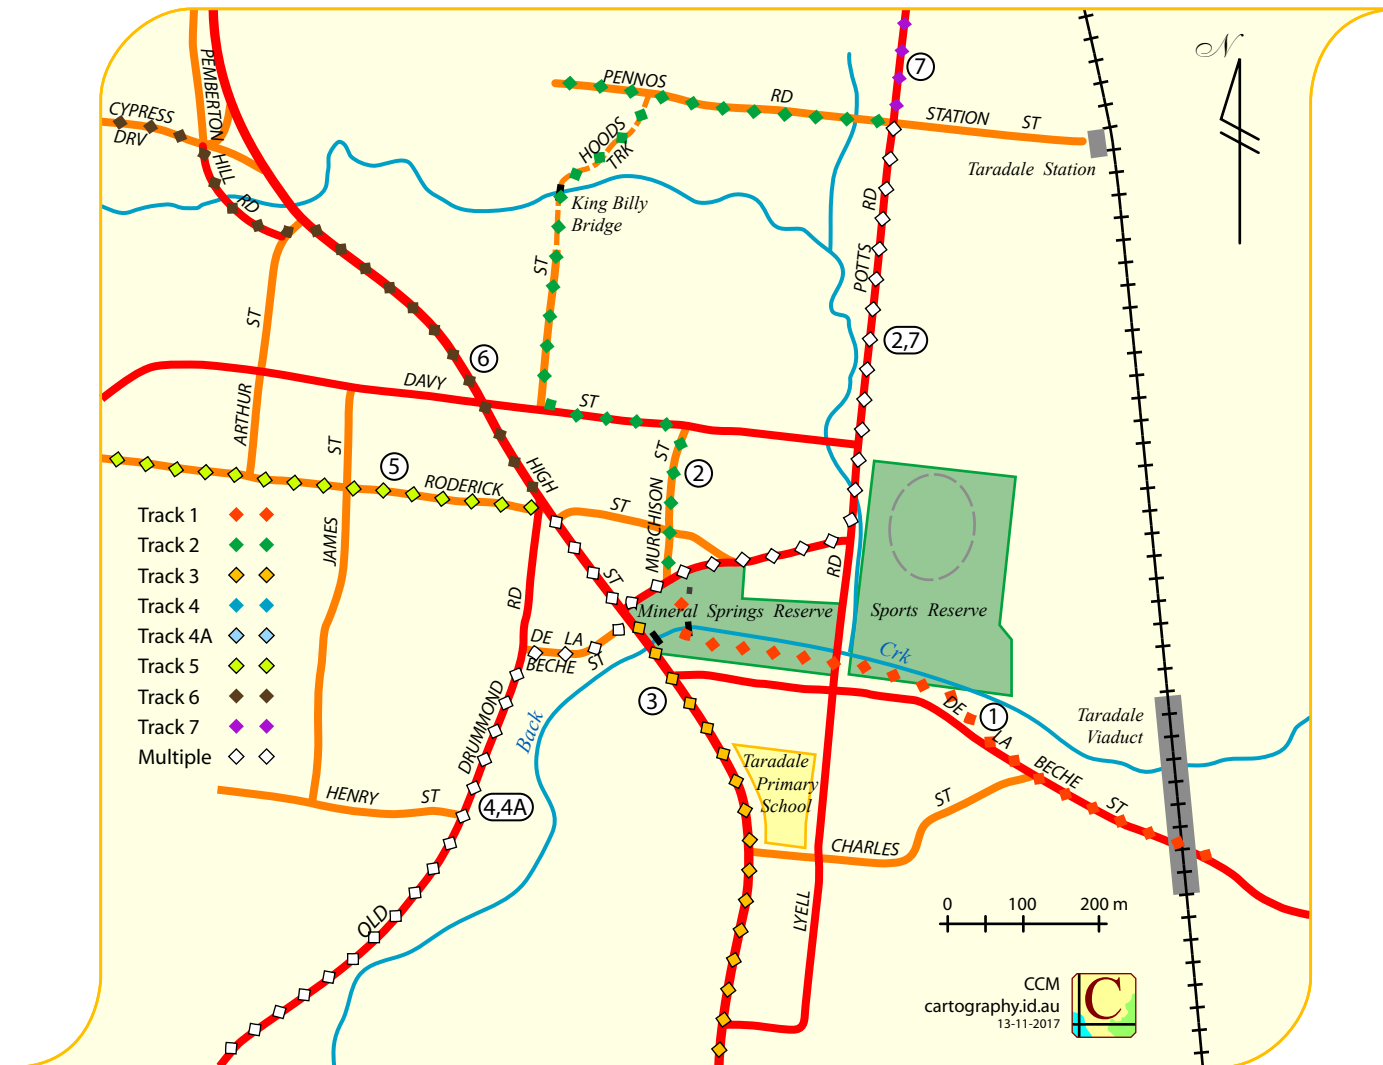 PEMBERTON
HILL
RD
CYPRESS
DRV
PENNOS
RD
HOODS
TRK
7
STATION
ST
Taradale Station
N
King Billy
Bridge
ST
RD
POTTS
2,7
ST
ARTHUR
6
DAVY
ST
ST
JAMES
5
RODERICK
HIGH
ST
ST
MURCHISON
2
ST
RD
Mineral Springs Reserve
Sports Reserve
Crk
Track 1
Track 2
Track 3
Track 4
Track 4A
Track 5
Track 6
Track 7
Multiple
RD
DE LA
BECHE ST
DRUMMOND
OLD
Back
3
1
DE
LA
BECHE
ST
Taradale
Viaduct
Taradale
Primary
School
HENRY
ST
4,4A
ST
CHARLES
LYELL
0 100 200 m
CCM
cartography.id.au
13-11-2017
C